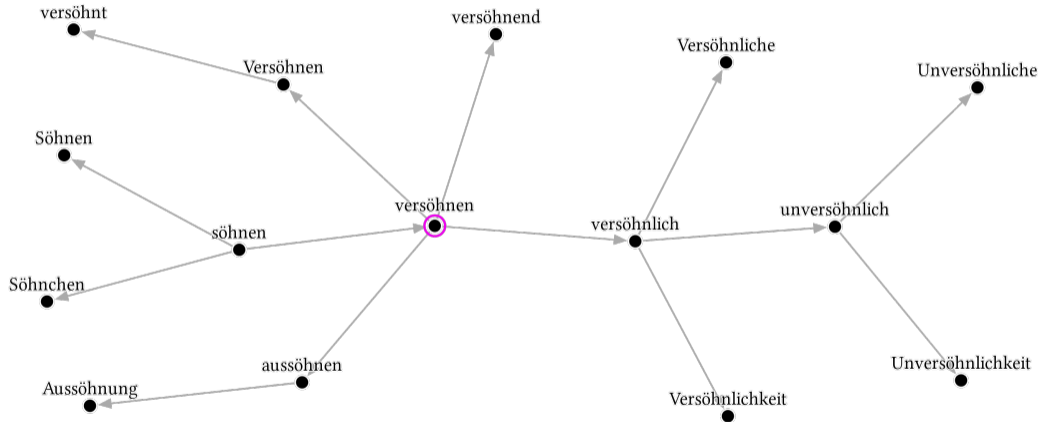 versöhnt
versöhnend
Versöhnliche
Versöhnen
Unversöhnliche
Söhnen
versöhnen
unversöhnlich
versöhnlich
söhnen
Söhnchen
aussöhnen
Unversöhnlichkeit
Aussöhnung
Versöhnlichkeit